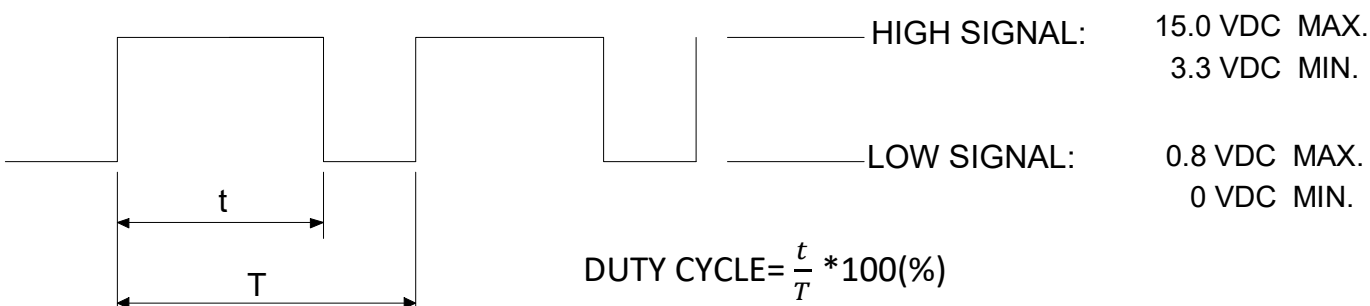 HIGH SIGNAL: 15.0 VDC MAX.
3.3 VDC MIN.
LOW SIGNAL: 0.8 VDC MAX.
0 VDC MIN.
t
T
DUTY CYCLE= t/T *100(%)